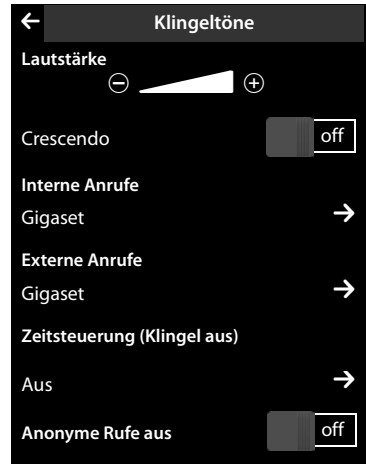 Klingeltöne
Lautstärke
Crescendo off
Interne Anrufe
Gigaset
Externe Anrufe
Gigaset
Zeitsteuerung (Klingel aus)
Aus
Anonyme Rufe aus off